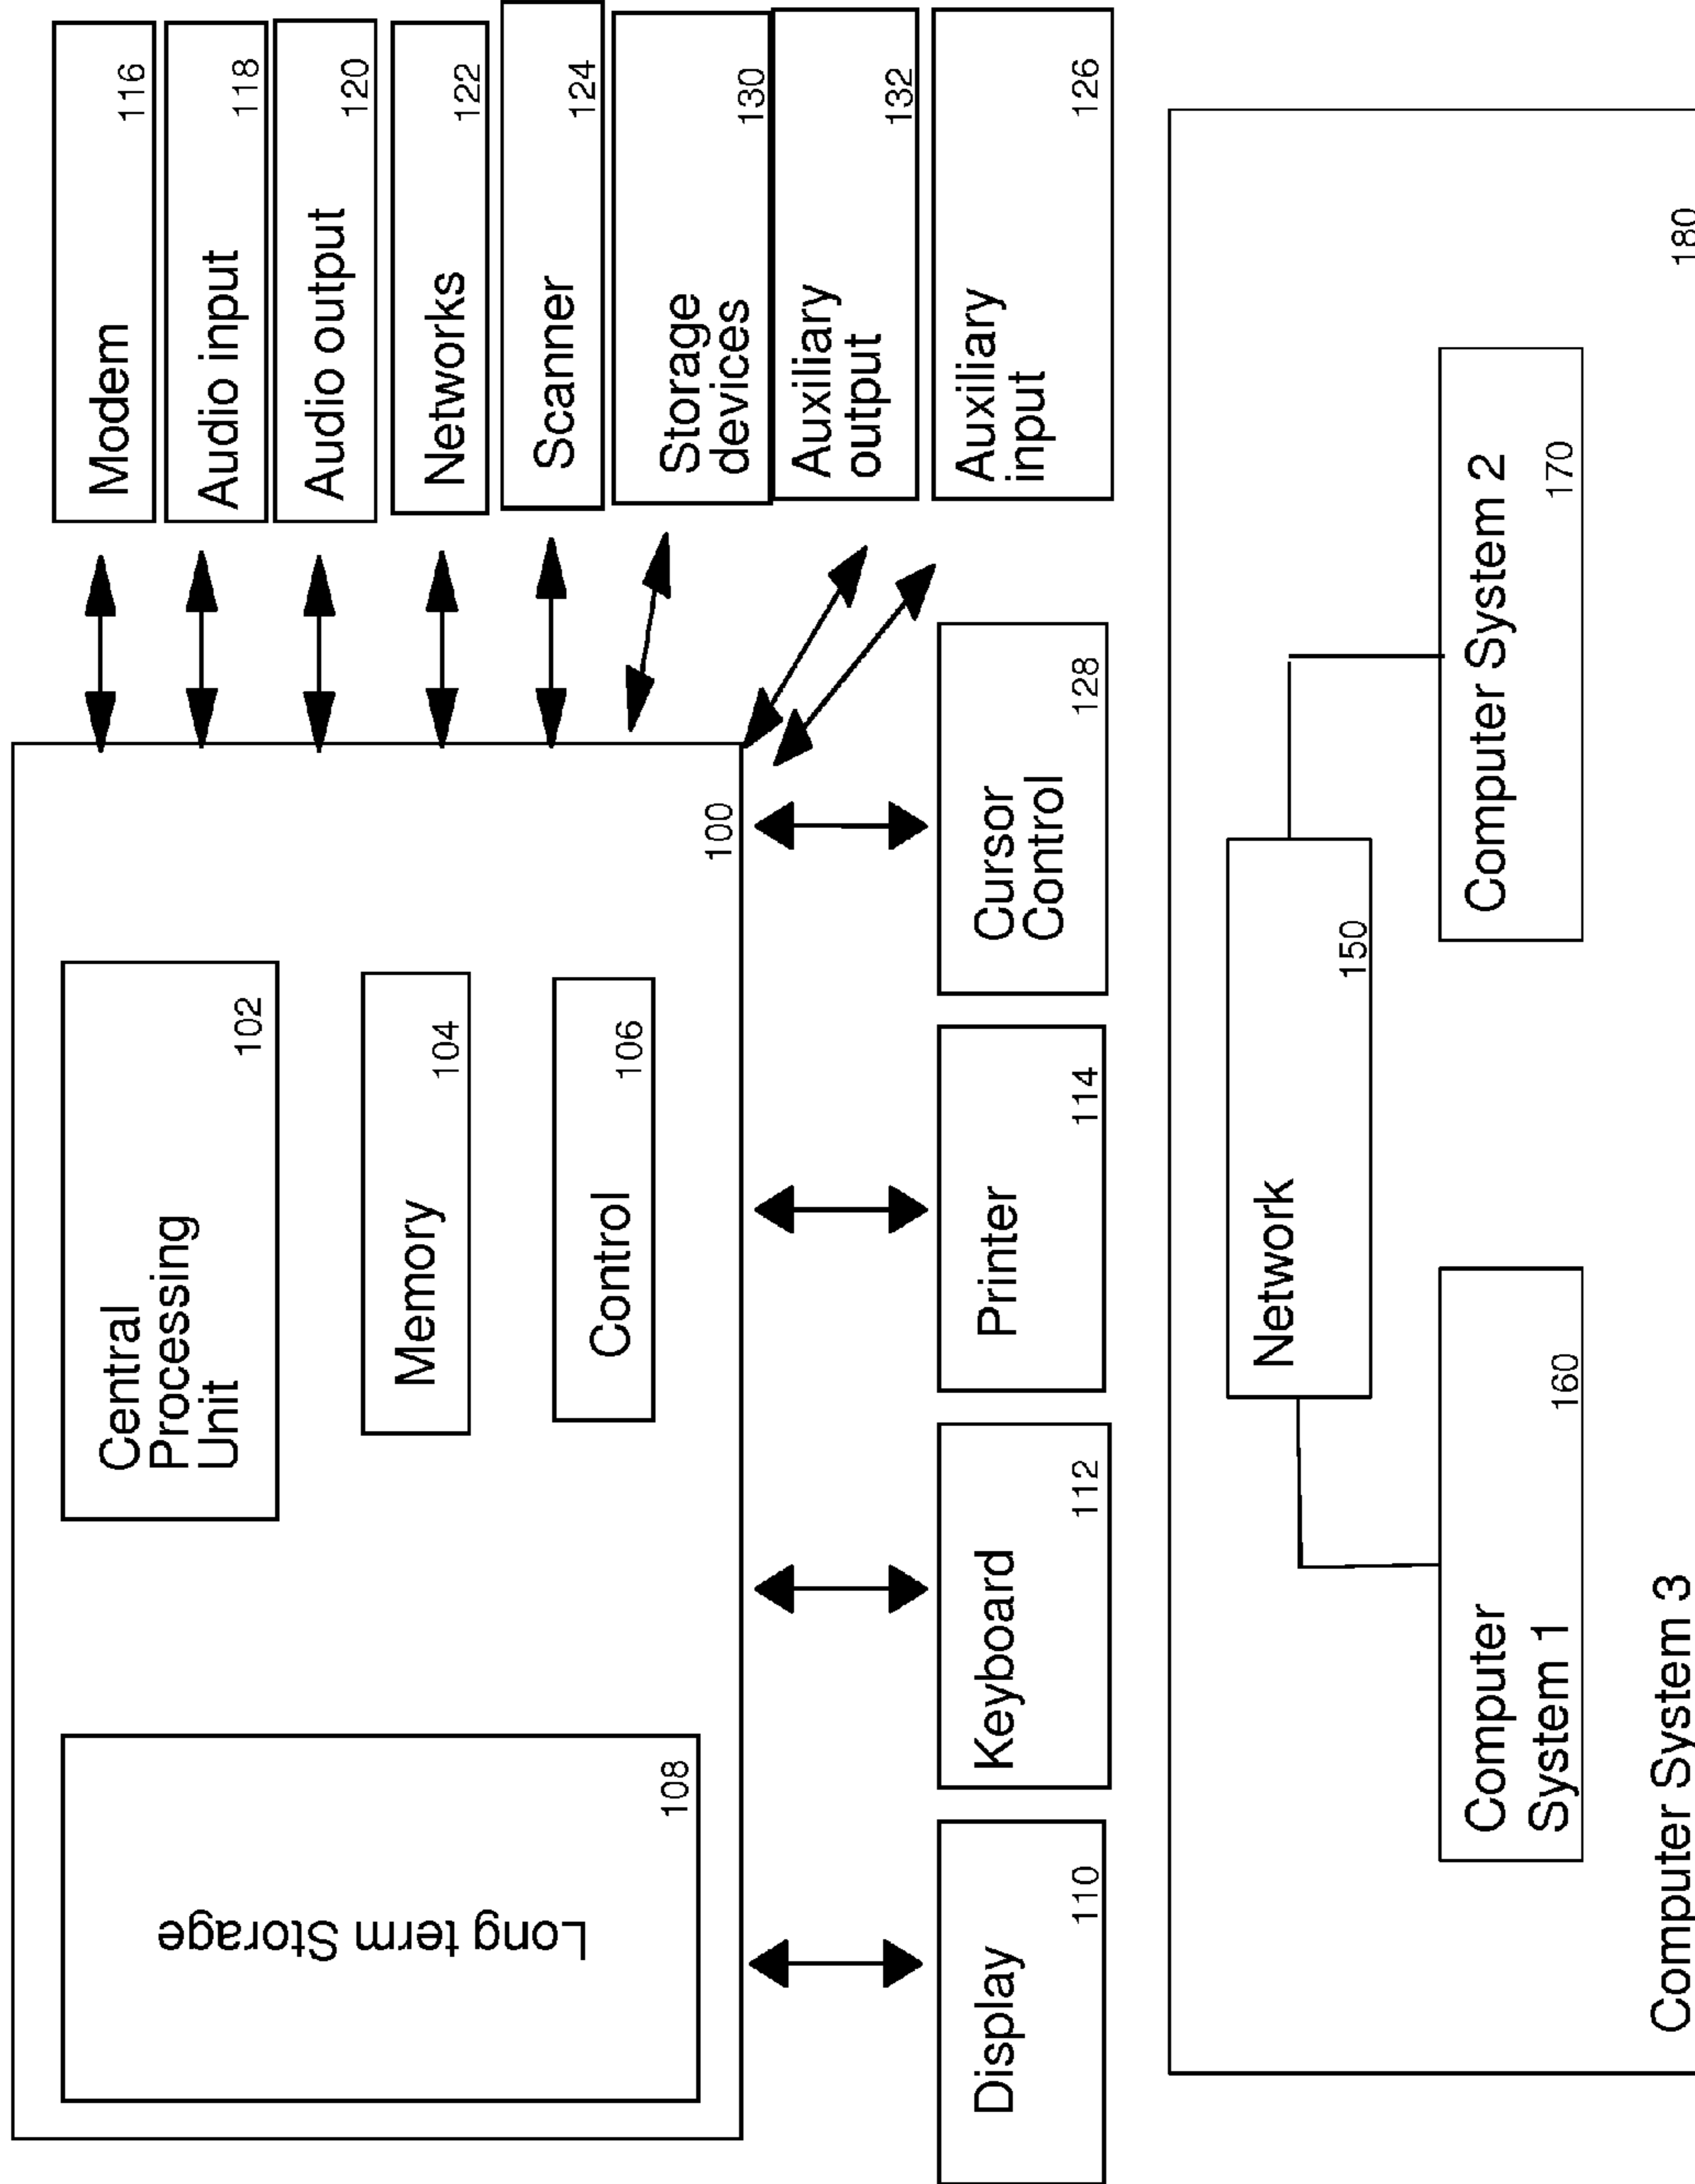 Long term Storage
108
Central
Processing
Unit
102
Memory
104
Control
106
100
Modem
116
Audio input
118
Audio output
120
Networks
122
Scanner
124
Storage
devices
130
Auxiliary
output
132
Auxiliary
input
126
Display
110
Keyboard
112
Printer
114
Cursor
Control
128
Network
150
Computer
System 1
160
Computer System 2
170
Computer System 3
180